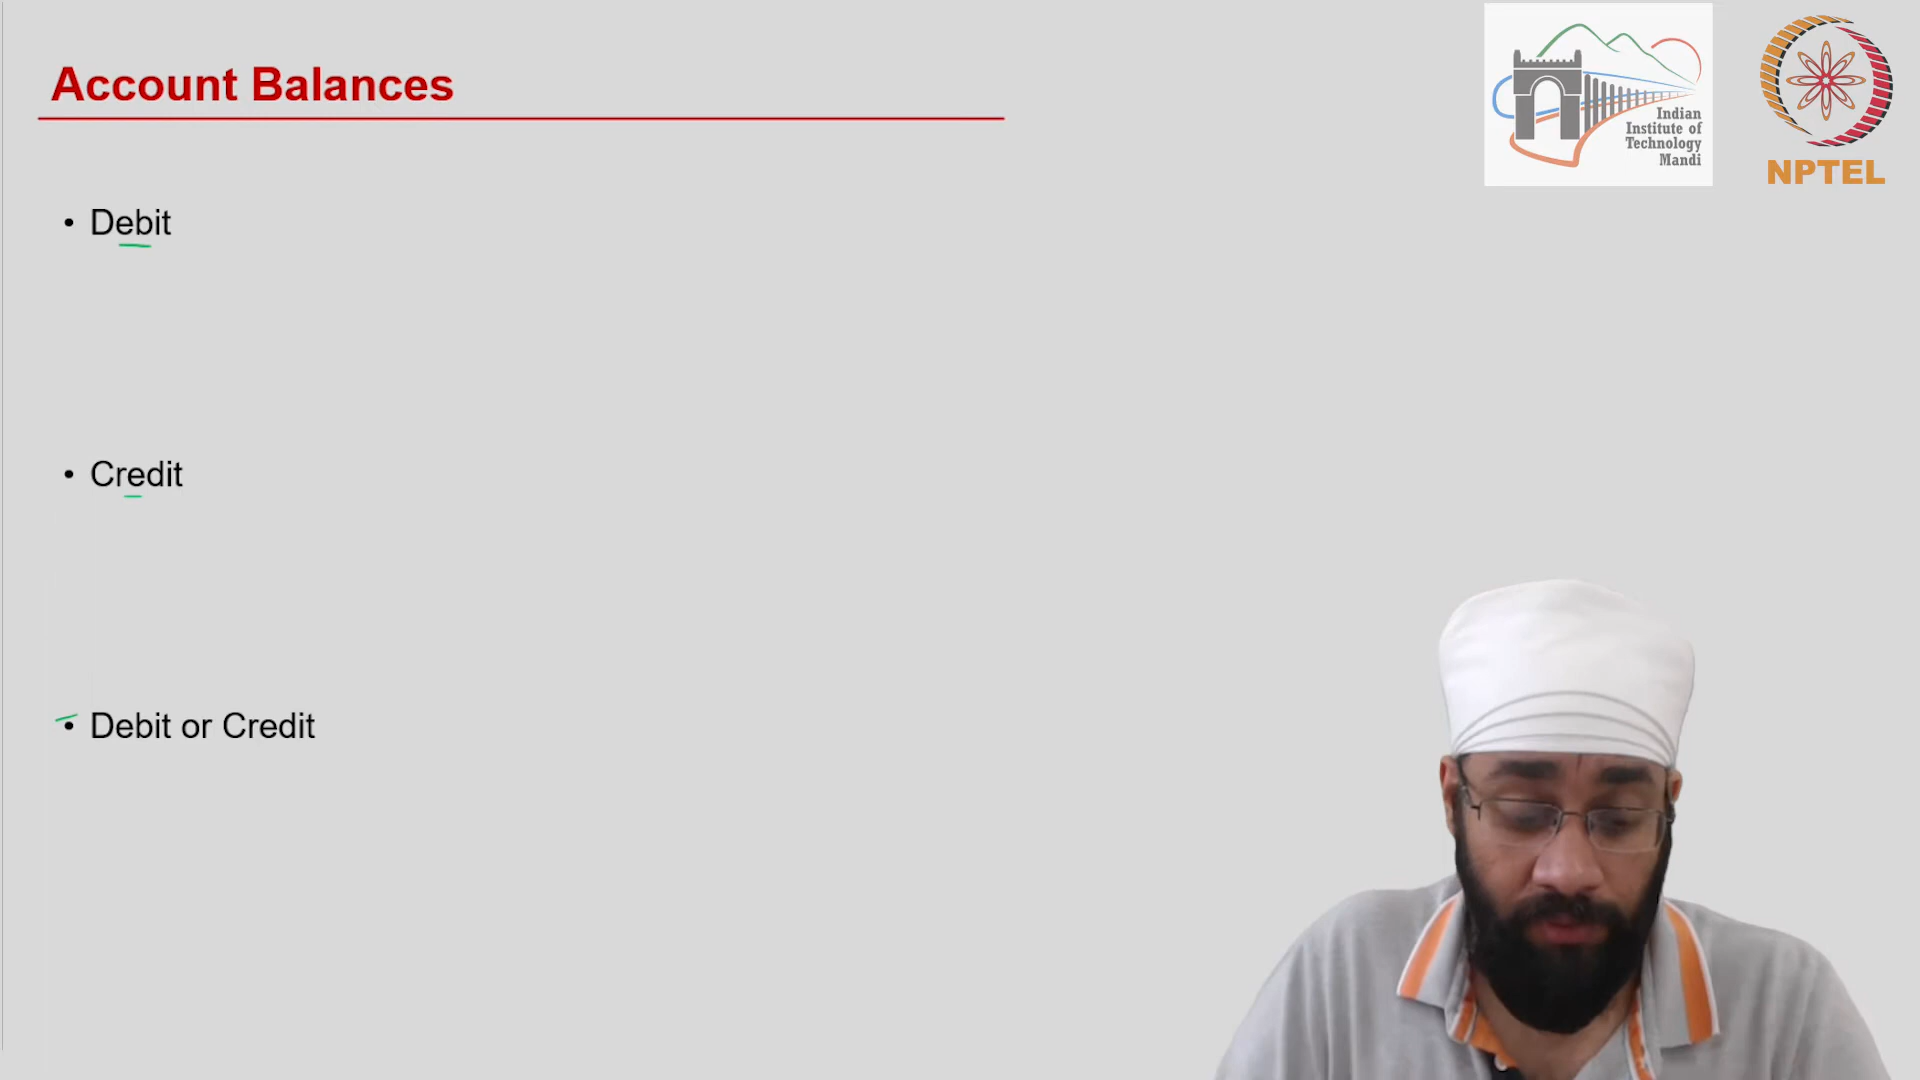 Account Balances
Indian
Institute of
Technology
Mandi
NPTEL
• Debit
• Credit
• Debit or Credit